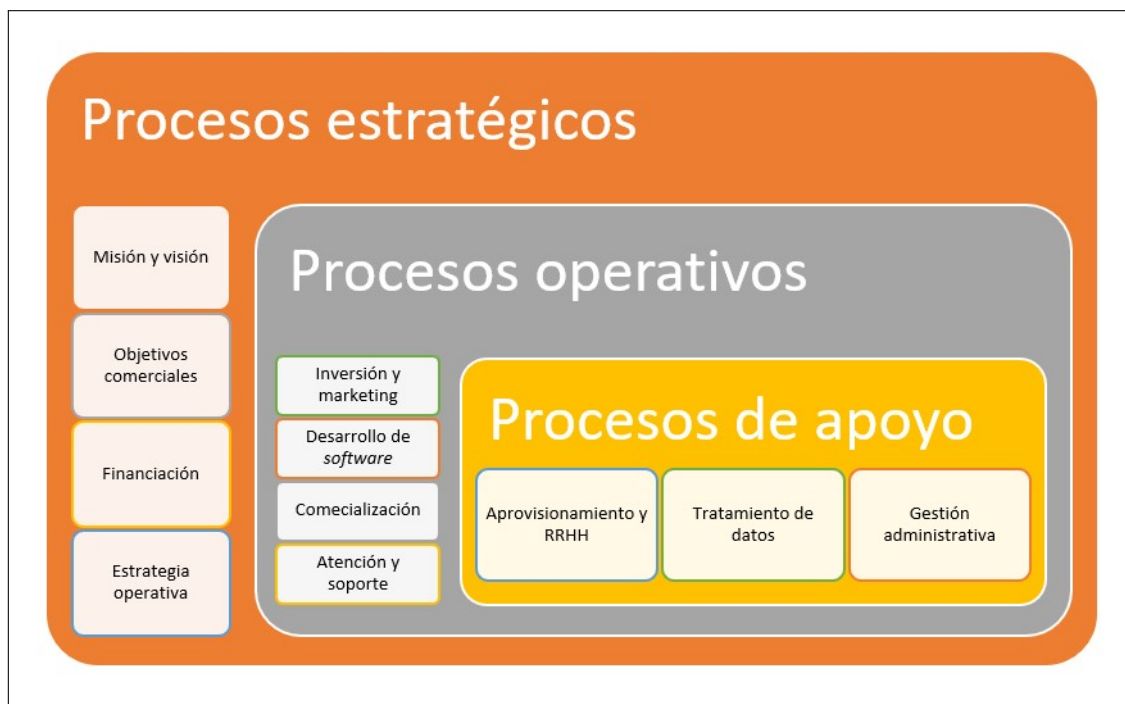 Procesos estratégicos
Misión y visión
Objetivos
comerciales
Financiación
Estrategia
operativa
Procesos operativos
Inversión y
marketing
Desarrollo de
software
Comecialización
Atención y
soporte
Procesos de apoyo
Aprovisionamiento y
RRHH
Tratamiento de
datos
Gestión
administrativa